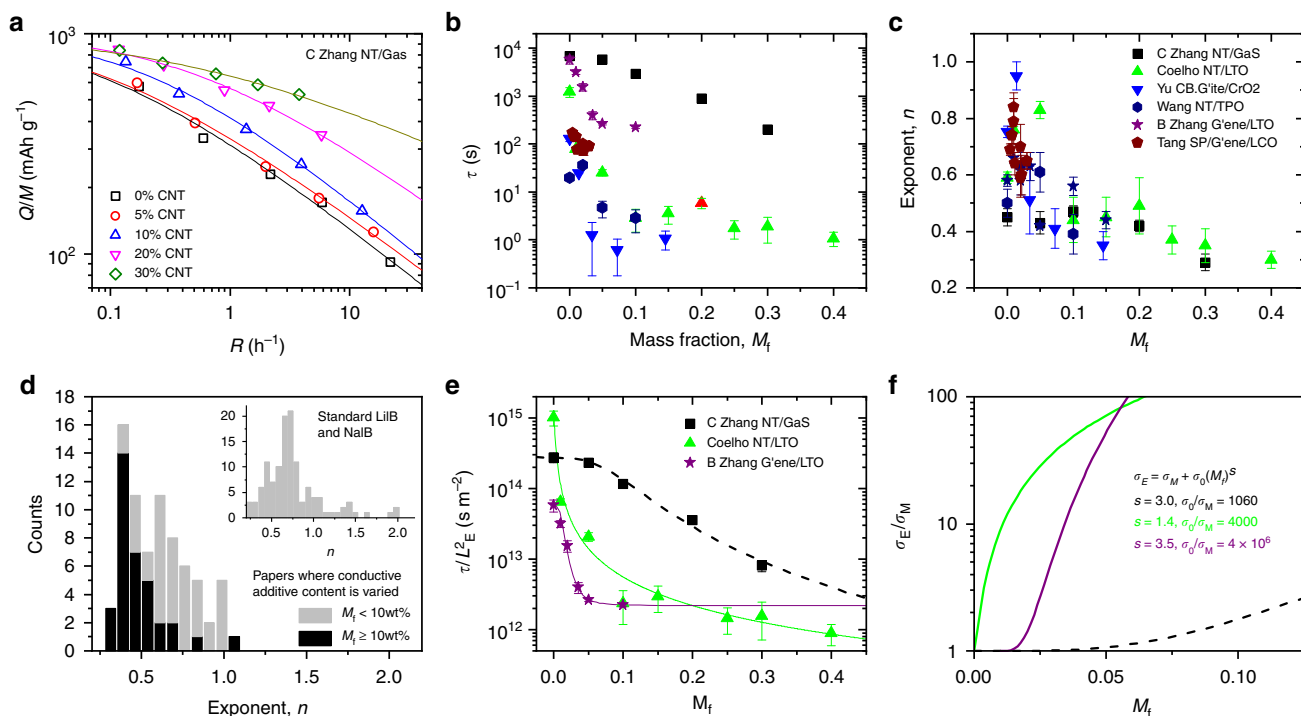 a
C Zhang NT/Gas
10³
10²
Q/M (mAh g⁻¹)
0% CNT
5% CNT
10% CNT
20% CNT
30% CNT
0.1 1 10
R (h⁻¹)
b
10⁴
10³
10²
10¹
10⁰
10⁻¹
τ (s)
0.0 0.1 0.2 0.3 0.4
Mass fraction, M_f
c
1.0
0.8
0.6
0.4
0.2
Exponent, n
C Zhang NT/GaS
Coelho NT/LTO
Yu CB.G'ite/CrO2
Wang NT/TPO
B Zhang G'ene/LTO
Tang SP/G'ene/LCO
0.0 0.1 0.2 0.3 0.4
M_f
d
18
16
14
12
10
8
6
4
2
0
Counts
20
15
10
5
0
Standard LiIB
and NaIB
0.5 1.0 1.5 2.0
n
Papers where conductive
additive content is varied
M_f < 10wt%
M_f ≥ 10wt%
0.5 1.0 1.5 2.0
Exponent, n
e
10¹⁵
10¹⁴
10¹³
10¹²
τ/L²_E (s m⁻²)
C Zhang NT/GaS
Coelho NT/LTO
B Zhang G'ene/LTO
0.0 0.1 0.2 0.3 0.4
M_f
f
100
10
1
σ_E/σ_M
σ_E = σ_M + σ_0(M_f)^S
s = 3.0, σ_0/σ_M = 1060
s = 1.4, σ_0/σ_M = 4000
s = 3.5, σ_0/σ_M = 4 × 10⁶
0.00 0.05 0.10
M_f